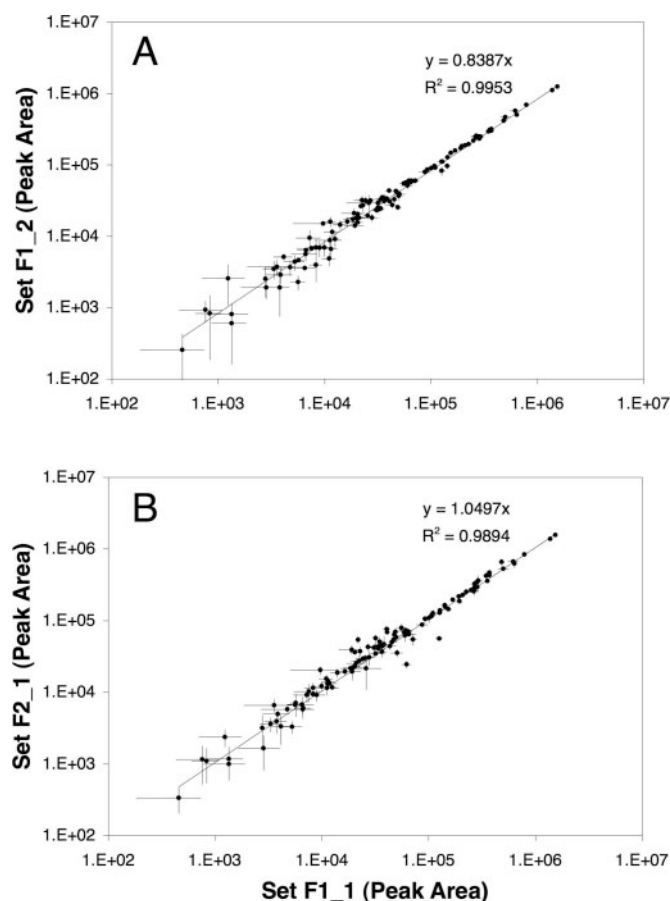 A
y = 0.8387x
R² = 0.9953
Set F1_2 (Peak Area)
1.E+07
1.E+06
1.E+05
1.E+04
1.E+03
1.E+02
1.E+02 1.E+03 1.E+04 1.E+05 1.E+06 1.E+07
B
y = 1.0497x
R² = 0.9894
Set F2_1 (Peak Area)
1.E+07
1.E+06
1.E+05
1.E+04
1.E+03
1.E+02
1.E+02 1.E+03 1.E+04 1.E+05 1.E+06 1.E+07
Set F1_1 (Peak Area)